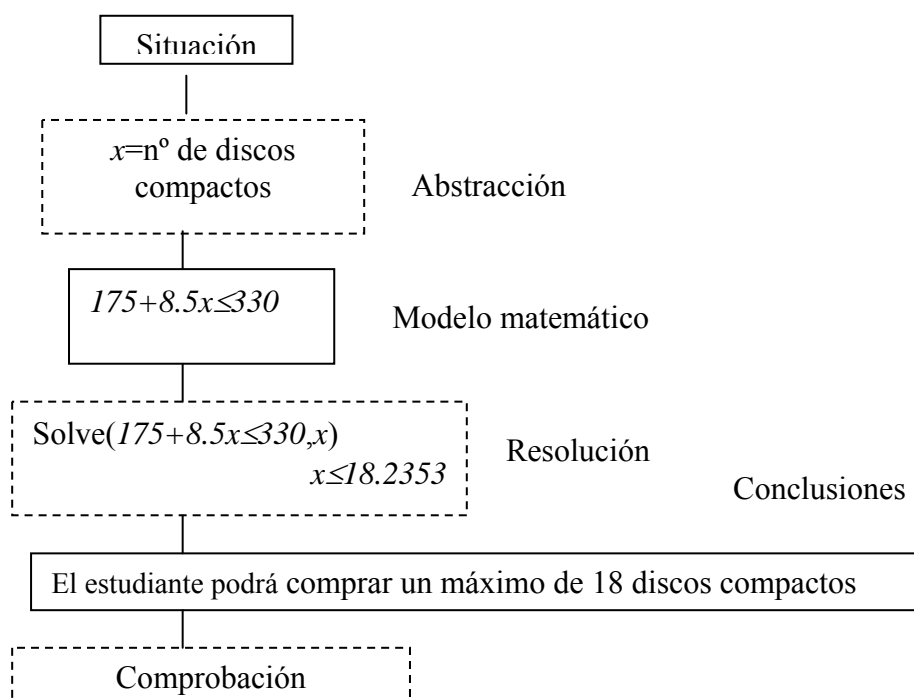 Situación
x=nº de discos
compactos
Abstracción
175+8.5x≤330
Modelo matemático
Solve(175+8.5x≤330,x)
x≤18.2353
Resolución
Conclusiones
El estudiante podrá comprar un máximo de 18 discos compactos
Comprobación